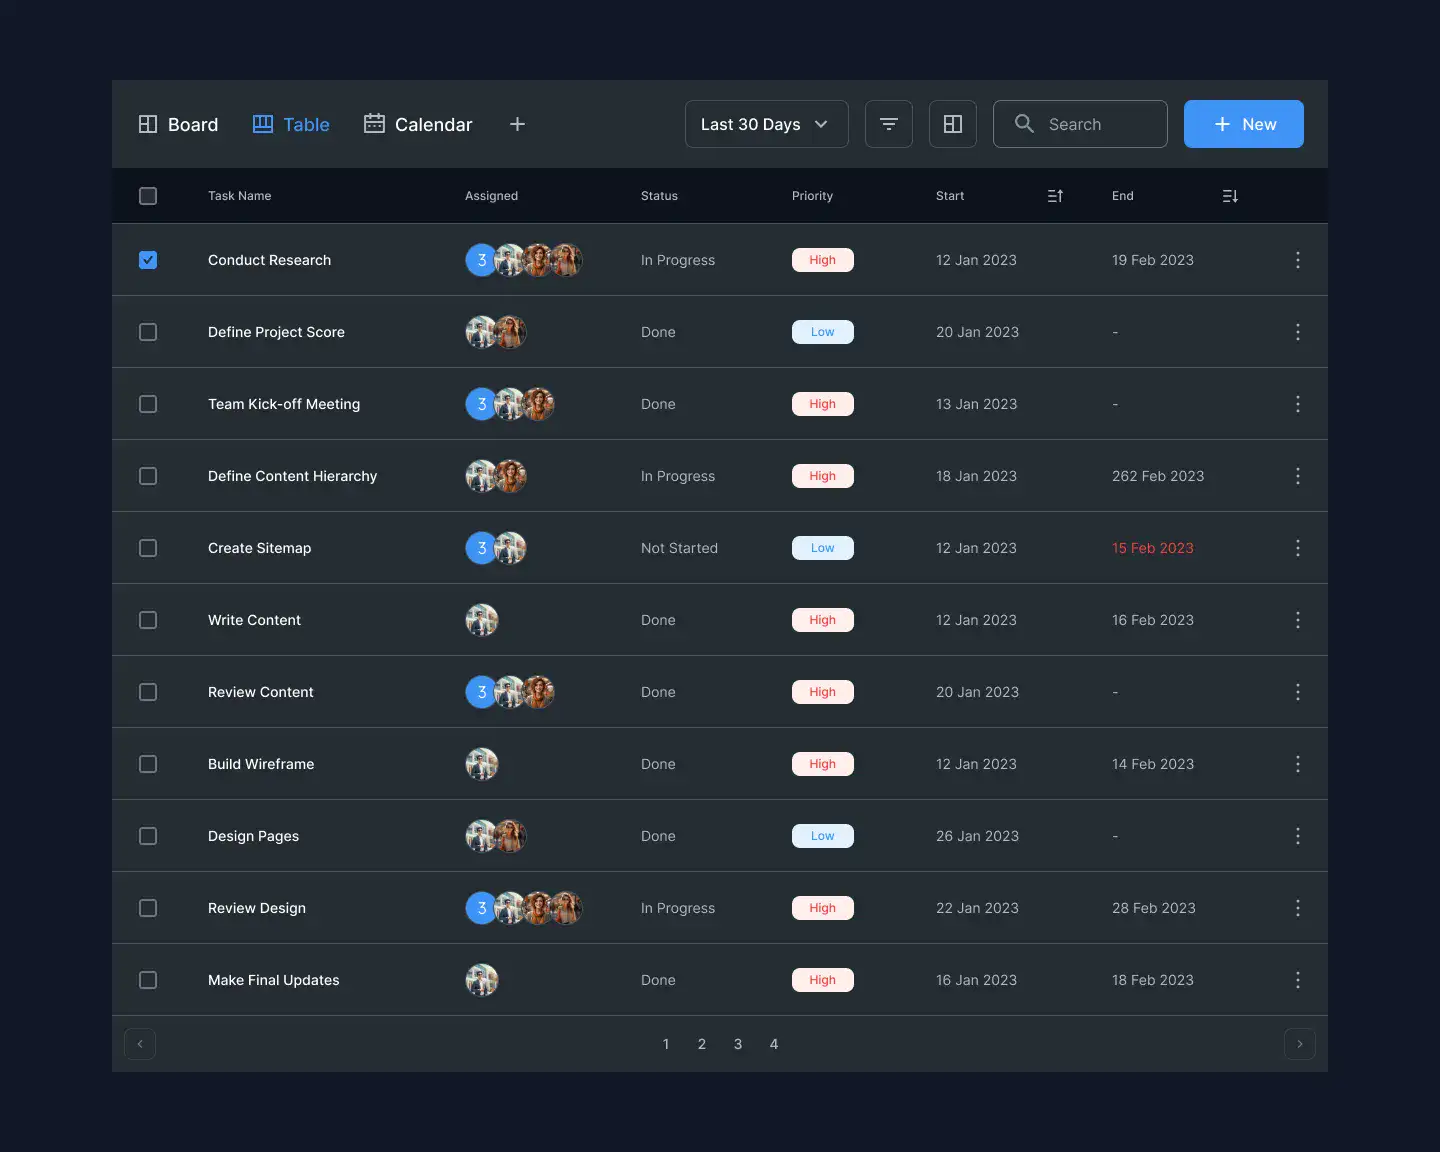 Board Table Calendar Last 30 Days Search New
Task Name Assigned Status Priority Start End
Conduct Research 3 In Progress High 12 Jan 2023 19 Feb 2023
Define Project Score Done Low 20 Jan 2023 -
Team Kick-off Meeting 3 Done High 13 Jan 2023 -
Define Content Hierarchy In Progress High 18 Jan 2023 262 Feb 2023
Create Sitemap 3 Not Started Low 12 Jan 2023 15 Feb 2023
Write Content Done High 12 Jan 2023 16 Feb 2023
Review Content 3 Done High 20 Jan 2023 -
Build Wireframe Done High 12 Jan 2023 14 Feb 2023
Design Pages Done Low 26 Jan 2023 -
Review Design 3 In Progress High 22 Jan 2023 28 Feb 2023
Make Final Updates Done High 16 Jan 2023 18 Feb 2023
1 2 3 4